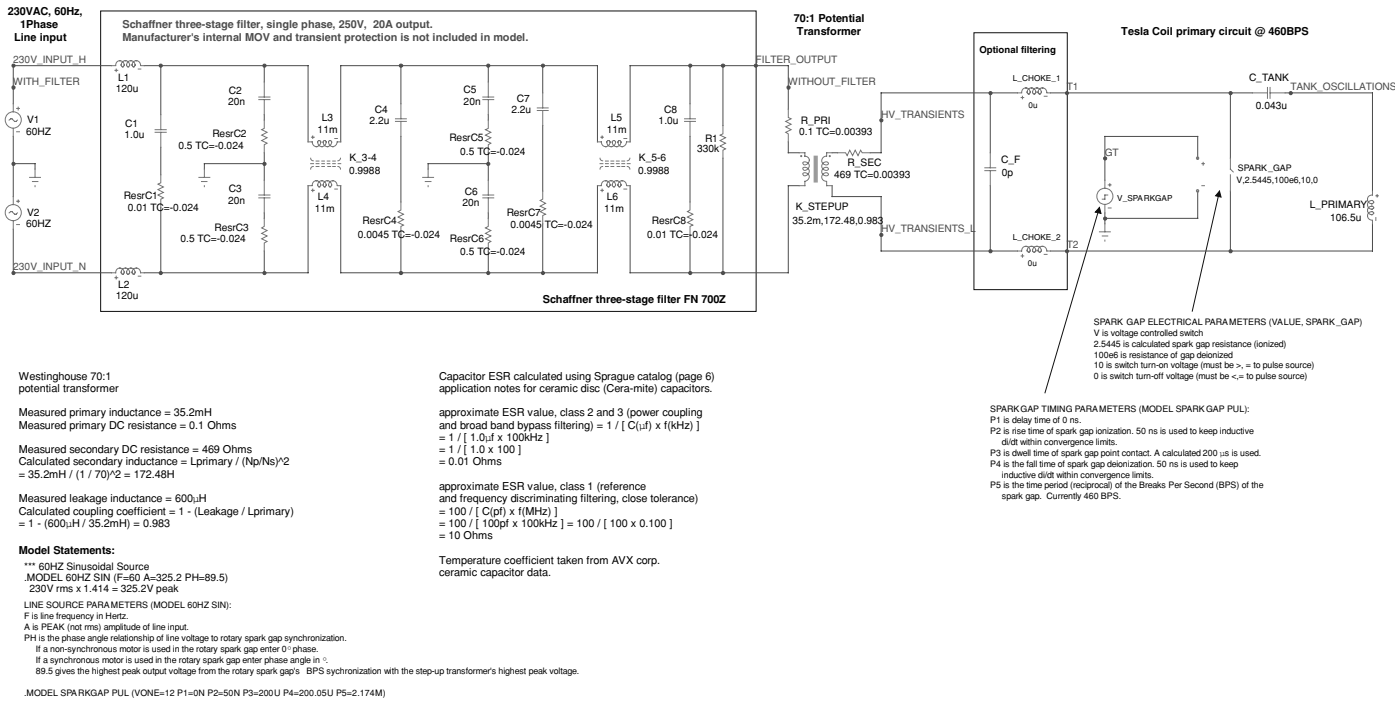 230VAC, 60Hz,
1Phase
Line input
Schaffner three-stage filter, single phase, 250V, 20A output.
Manufacturer's internal MOV and transient protection is not included in model.
70:1 Potential
Transformer
Tesla Coil primary circuit @ 460BPS
Optional filtering
230V_INPUT_H
WITH_FILTER
V1
60HZ
V2
60HZ
230V_INPUT_N
L1
120u
L2
120u
C1
1.0u
ResrC1
0.01 TC=-0.024
C2
20n
ResrC2
0.5 TC=-0.024
C3
20n
ResrC3
0.5 TC=-0.024
L3
11m
K_3-4
0.9988
L4
11m
C4
2.2u
ResrC4
0.0045 TC=-0.024
C5
20n
ResrC5
0.5 TC=-0.024
C6
20n
ResrC6
0.5 TC=-0.024
C7
2.2u
ResrC7
0.0045 TC=-0.024
L5
11m
K_5-6
0.9988
L6
11m
C8
1.0u
ResrC8
0.01 TC=-0.024
R1
330k
FILTER_OUTPUT
WITHOUT_FILTER
R_PRI
0.1 TC=0.00393
R_SEC
469 TC=0.00393
K_STEPUP
35.2m,172.48,0.983
HV_TRANSIENTS
HV_TRANSIENTS_L
C_F
0p
L_CHOKE_1
0u
L_CHOKE_2
0u
T1
T2
GT
V_SPARKGAP
C_TANK
0.043u
TANK_OSCILLATIONS
SPARK_GAP
V,2.5445,100e6,10,0
L_PRIMARY
106.5u
Schaffner three-stage filter FN 700Z
SPARK GAP ELECTRICAL PARAMETERS (VALUE, SPARK_GAP)
V is voltage controlled switch
2.5445 is calculated spark gap resistance (ionized)
100e6 is resistance of gap deionized
10 is switch turn-on voltage (must be >, = to pulse source)
0 is switch turn-off voltage (must be <,= to pulse source)
SPARKGAP TIMING PARAMETERS (MODEL SPARKGAP PUL):
P1 is delay time of 0 ns.
P2 is rise time of spark gap ionization. 50 ns is used to keep inductive
di/dt within convergence limits.
P3 is dwell time of spark gap point contact. A calculated 200 µs is used.
P4 is the fall time of spark gap deionization. 50 ns is used to keep
inductive di/dt within convergence limits.
P5 is the time period (reciprocal) of the Breaks Per Second (BPS) of the
spark gap. Currently 460 BPS.
Westinghouse 70:1
potential transformer
Measured primary inductance = 35.2mH
Measured primary DC resistance = 0.1 Ohms
Measured secondary DC resistance = 469 Ohms
Calculated secondary inductance = Lprimary / (Np/Ns)^2
= 35.2mH / (1 / 70)^2 = 172.48H
Measured leakage inductance = 600µH
Calculated coupling coefficient = 1 - (Leakage / Lprimary)
= 1 - (600µH / 35.2mH) = 0.983
Capacitor ESR calculated using Sprague catalog (page 6)
application notes for ceramic disc (Cera-mite) capacitors.
approximate ESR value, class 2 and 3 (power coupling
and broad band bypass filtering) = 1 / [ C(µf) x f(kHz) ]
= 1 / [ 1.0µf x 100kHz ]
= 1 / [ 1.0 x 100 ]
= 0.01 Ohms
approximate ESR value, class 1 (reference
and frequency discriminating filtering, close tolerance)
= 100 / [ C(pf) x f(MHz) ]
= 100 / [ 100pf x 100kHz ] = 100 / [ 100 x 0.100 ]
= 10 Ohms
Temperature coefficient taken from AVX corp.
ceramic capacitor data.
Model Statements:
*** 60HZ Sinusoidal Source
.MODEL 60HZ SIN (F=60 A=325.2 PH=89.5)
230V rms x 1.414 = 325.2V peak
LINE SOURCE PARAMETERS (MODEL 60HZ SIN):
F is line frequency in Hertz.
A is PEAK (not rms) amplitude of line input.
PH is the phase angle relationship of line voltage to rotary spark gap synchronization.
If a non-synchronous motor is used in the rotary spark gap enter 0° phase.
If a synchronous motor is used in the rotary spark gap enter phase angle in °.
89.5 gives the highest peak output voltage from the rotary spark gap's BPS sychronization with the step-up transformer's highest peak voltage.
.MODEL SPARKGAP PUL (VONE=12 P1=0N P2=50N P3=200U P4=200.05U P5=2.174M)